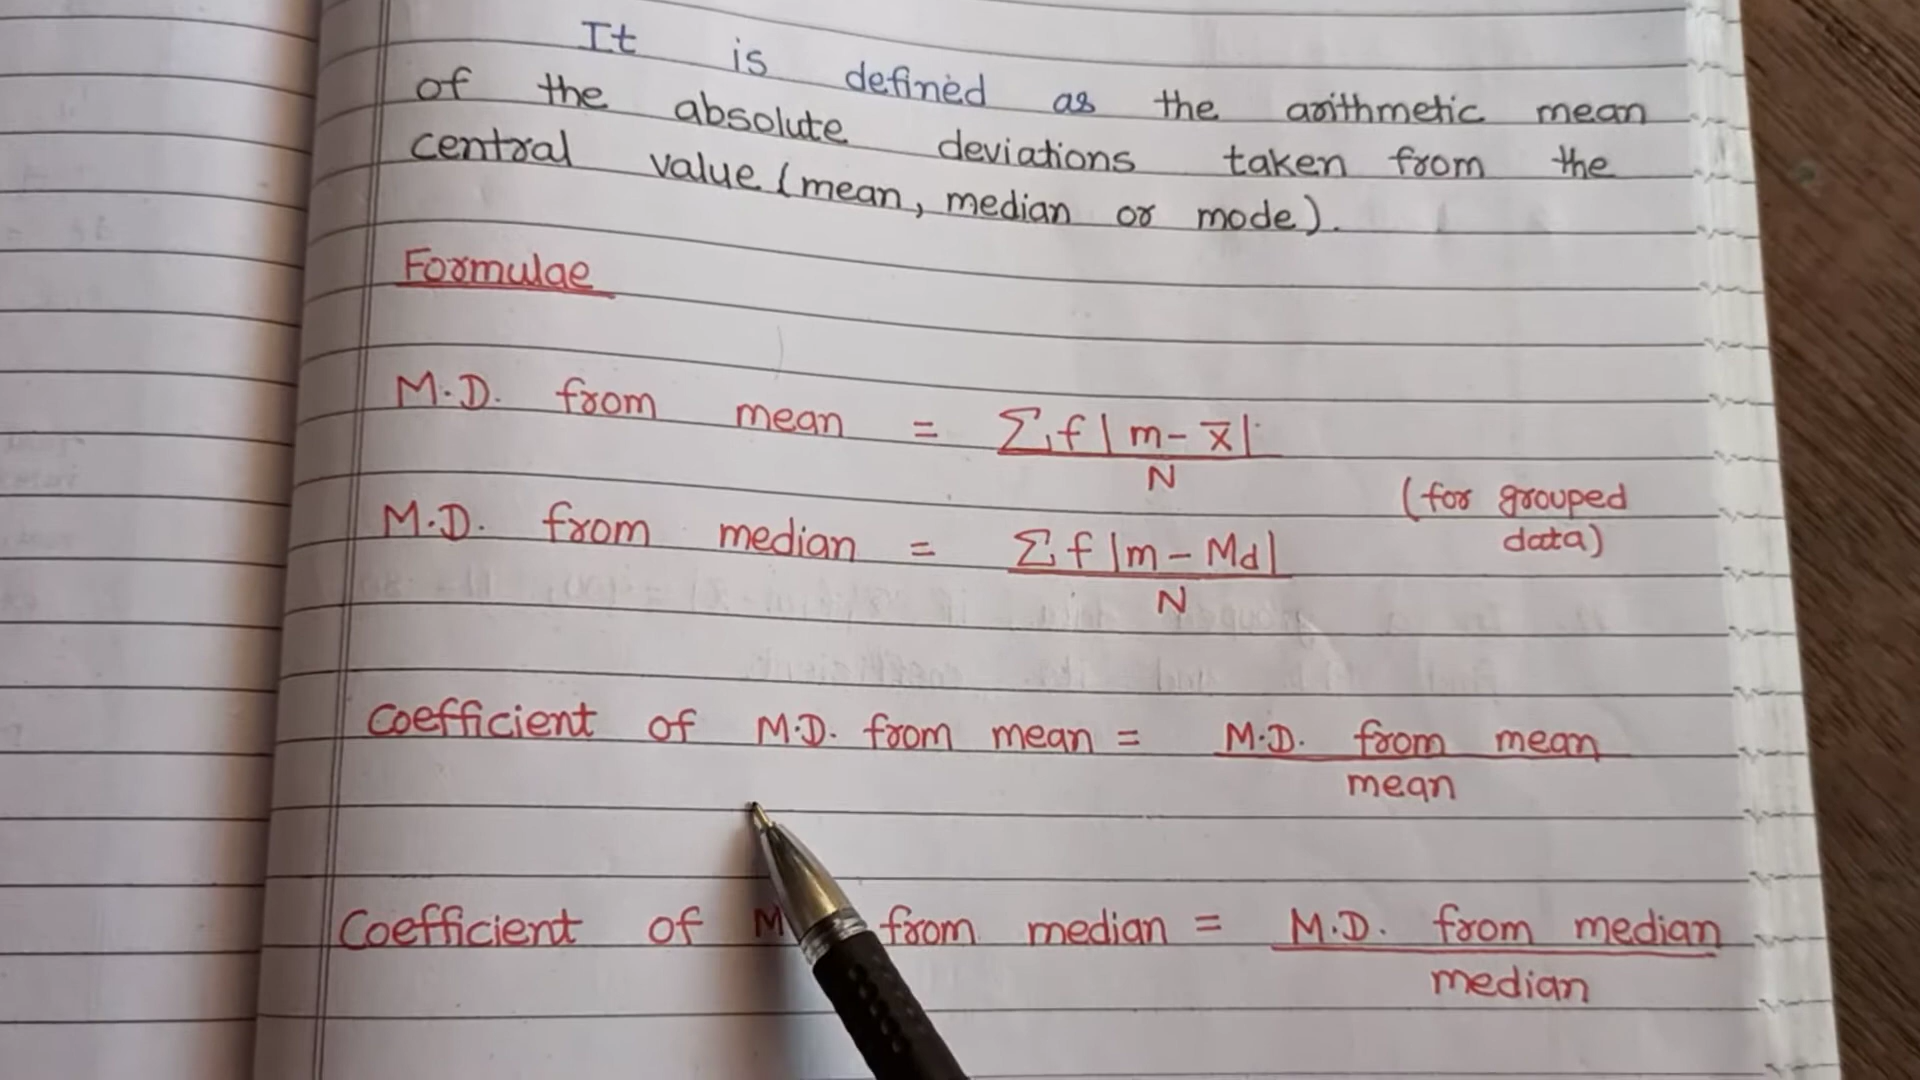 It is defined as the arithmetic mean
of the absolute deviations taken from the
central value (mean, median or mode).
Formulae
M.D. from mean = Σf|m-x̄|
N
(for grouped
data)
M.D. from median = Σf|m-Md|
N
Coefficient of M.D. from mean = M.D. from mean
mean
Coefficient of M from median = M.D. from median
median